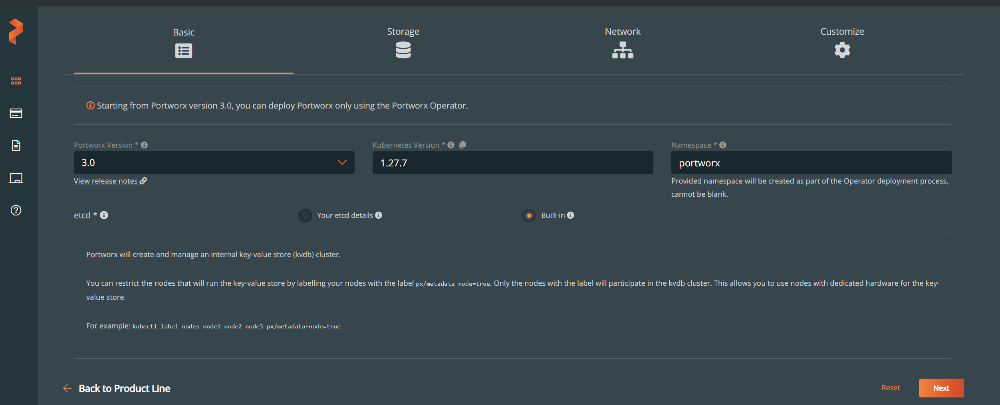 Basic
Storage
Network
Customize
Starting from Portworx version 3.0, you can deploy Portworx only using the Portworx Operator.
Portworx Version *
Kubernetes Version *
Namespace *
3.0
1.27.7
portworx
View release notes
Provided namespace will be created as part of the Operator deployment process,
cannot be blank.
etcd *
Your etcd details
Built-in
Portworx will create and manage an internal key-value store (kvdb) cluster.
You can restrict the nodes that will run the key-value store by labelling your nodes with the label px/metadata-node=true. Only the nodes with the label will participate in the kvdb cluster. This allows you to use nodes with dedicated hardware for the key-
value store.
For example: kubectl label nodes node1 node2 node3 px/metadata-node=true
Back to Product Line
Reset
Next